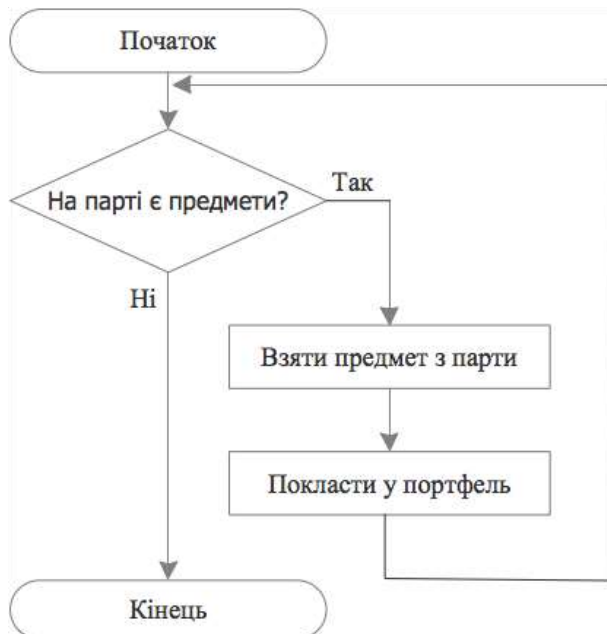 Початок
На парті є предмети?
Так
Ні
Взяти предмет з парти
Покласти у портфель
Кінець